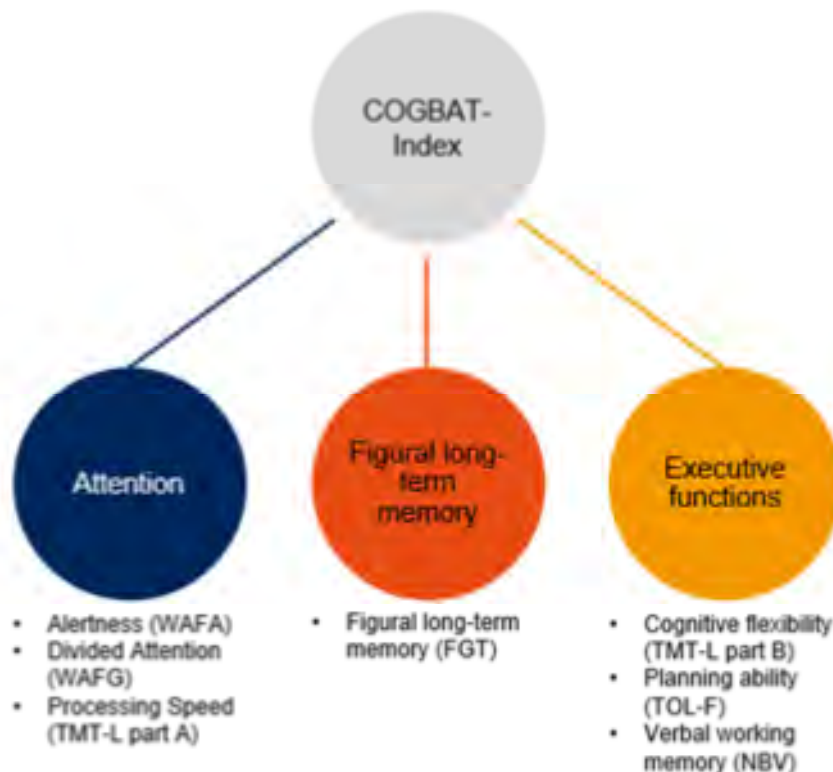 COGBAT-
Index
Attention
Figural long-
term
memory
Executive
functions
• Alertness (WAFA)
• Divided Attention
(WAFG)
• Processing Speed
(TMT-L part A)
• Figural long-term
memory (FGT)
• Cognitive flexibility
(TMT-L part B)
• Planning ability
(TOL-F)
• Verbal working
memory (NBV)